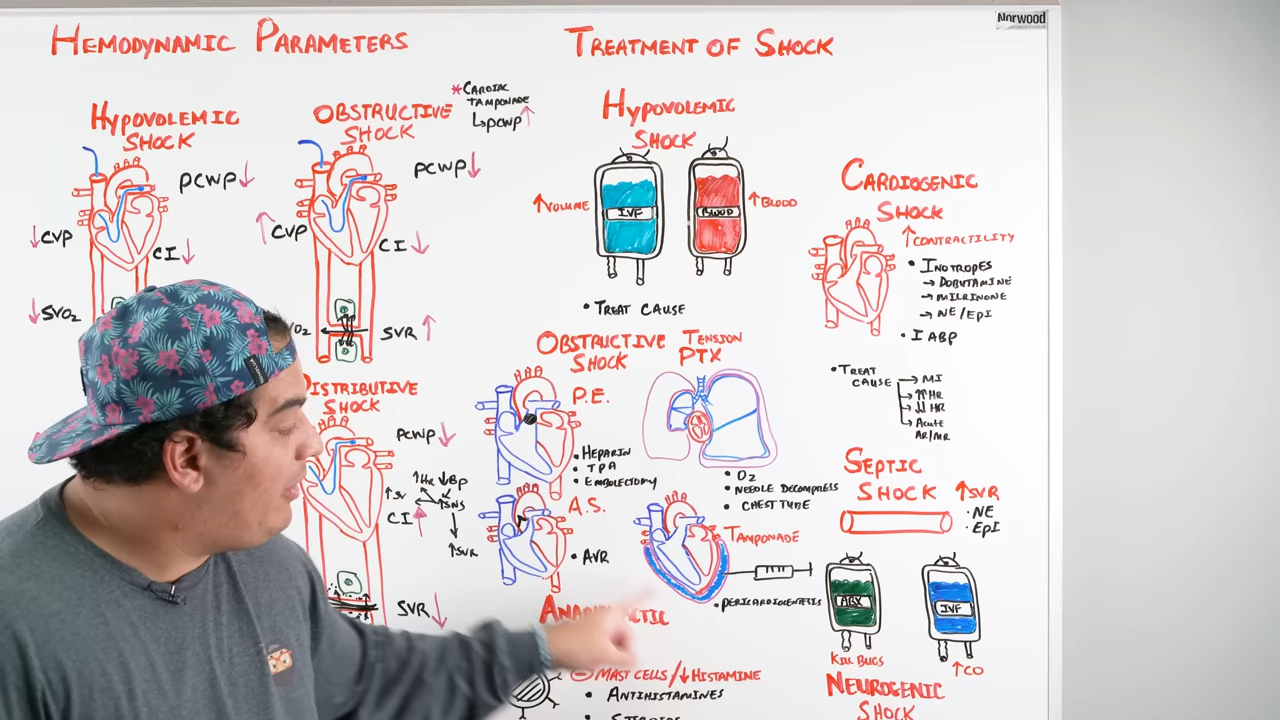 Norwood
HEMODYNAMIC PARAMETERS
HYPOVOLEMIC
SHOCK
PCWP↓
↓CVP
CI↓
↓SVO2
OBSTRUCTIVE
SHOCK
*CARDIAC
TAMPONADE
↳PCWP↑
PCWP↓
↑CVP
CI↓
SVR↑
DISTRIBUTIVE
SHOCK
PCWP↓
↑HR ↓BP
↑SV
↑SNS
CI↑
↑SVR
SVR↓
TREATMENT OF SHOCK
HYPOVOLEMIC
SHOCK
↑VOLUME
IVF
BLOOD
↑BLOOD
• TREAT CAUSE
OBSTRUCTIVE
SHOCK
P.E.
• HEPARIN
• TPA
• EMBOLECTOMY
TENSION
PTX
• O2
• NEEDLE DECOMPRESS
• CHEST TUBE
A.S.
• AVR
TAMPONADE
• PERICARDIOCENTESIS
⊖MAST CELLS/↓HISTAMINE
• ANTIHISTAMINES
CARDIOGENIC
SHOCK
↑CONTRACTILITY
• INOTROPES
→ DOBUTAMINE
→ MILRINONE
→ NE/EPI
• IABP
• TREAT
CAUSE
→ MI
→ ↑↑HR
→ ↓↓HR
→ ACUTE
AR/MR
SEPTIC
SHOCK
↑SVR
• NE
• EPI
ABX
KILL BUGS
IVF
↑CO
NEUROGENIC
SHOCK